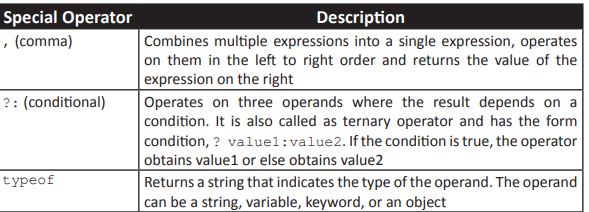 Special Operator Description
, (comma) Combines multiple expressions into a single expression, operates
on them in the left to right order and returns the value of the
expression on the right
?: (conditional) Operates on three operands where the result depends on a
condition. It is also called as ternary operator and has the form
condition, ? value1:value2. If the condition is true, the operator
obtains value1 or else obtains value2
typeof Returns a string that indicates the type of the operand. The operand
can be a string, variable, keyword, or an object